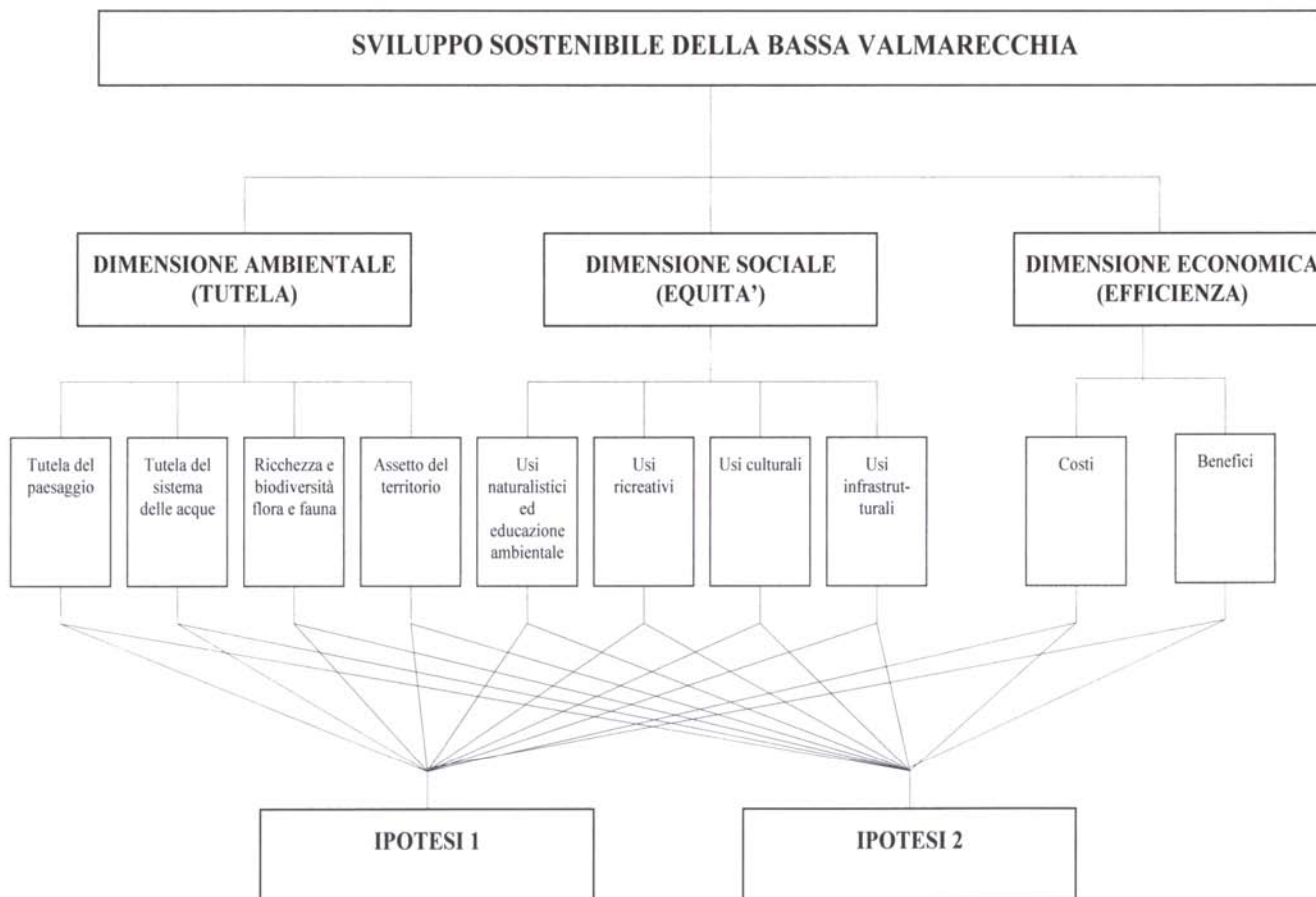 SVILUPPO SOSTENIBILE DELLA BASSA VALMARECCHIA
DIMENSIONE AMBIENTALE
(TUTELA)
DIMENSIONE SOCIALE
(EQUITA’)
DIMENSIONE ECONOMICA
(EFFICIENZA)
Tutela del
paesaggio
Tutela del
sistema
delle acque
Ricchezza e
biodiversità
flora e fauna
Assetto del
territorio
Usi
naturalistici
ed
educazione
ambientale
Usi
ricreativi
Usi culturali
Usi
infrastrut-
turali
Costi
Benefici
IPOTESI 1
IPOTESI 2